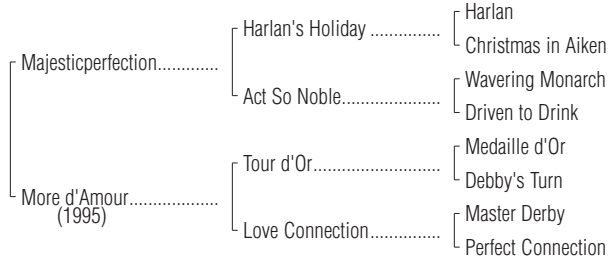 Harlan
Harlan's Holiday ...............
Christmas in Aiken
Majesticperfection.............
Wavering Monarch
Act So Noble.....................
Driven to Drink
Medaille d'Or
Tour d'Or...........................
Debby's Turn
More d'Amour...................
(1995)
Master Derby
Love Connection...............
Perfect Connection